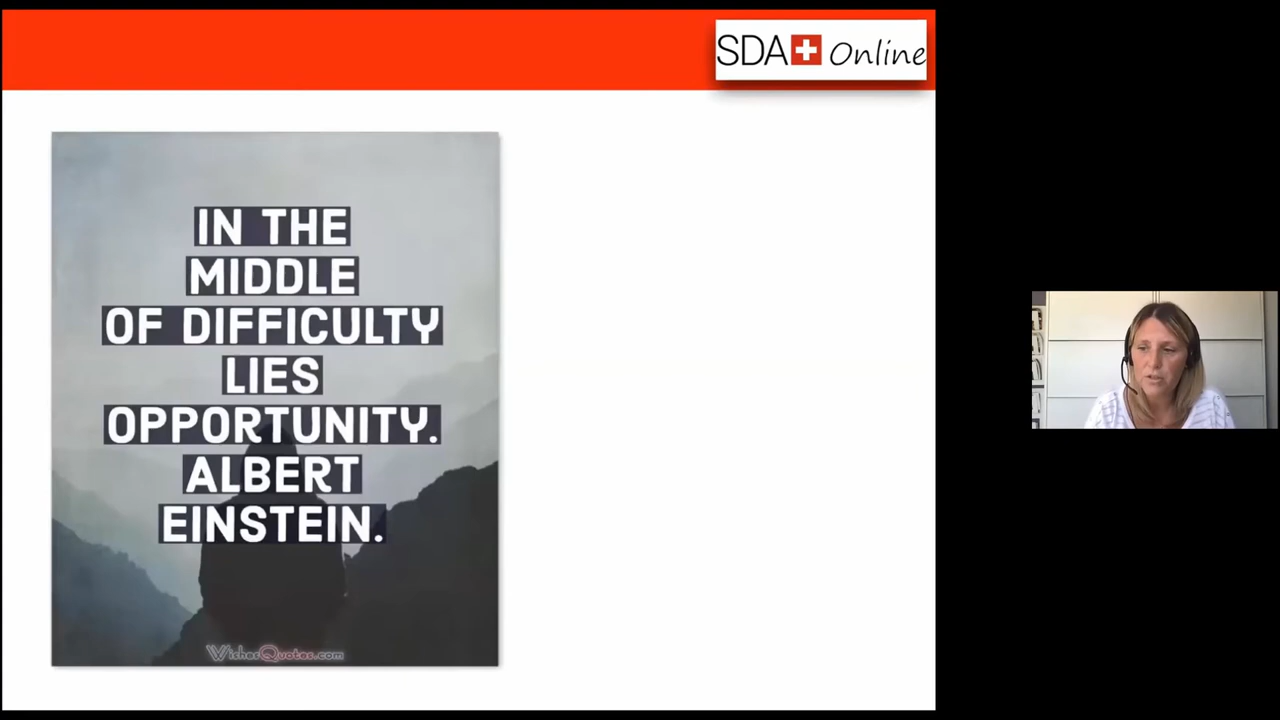 SDA Online
IN THE
MIDDLE
OF DIFFICULTY
LIES
OPPORTUNITY.
ALBERT
EINSTEIN.
WishesQuotes.com